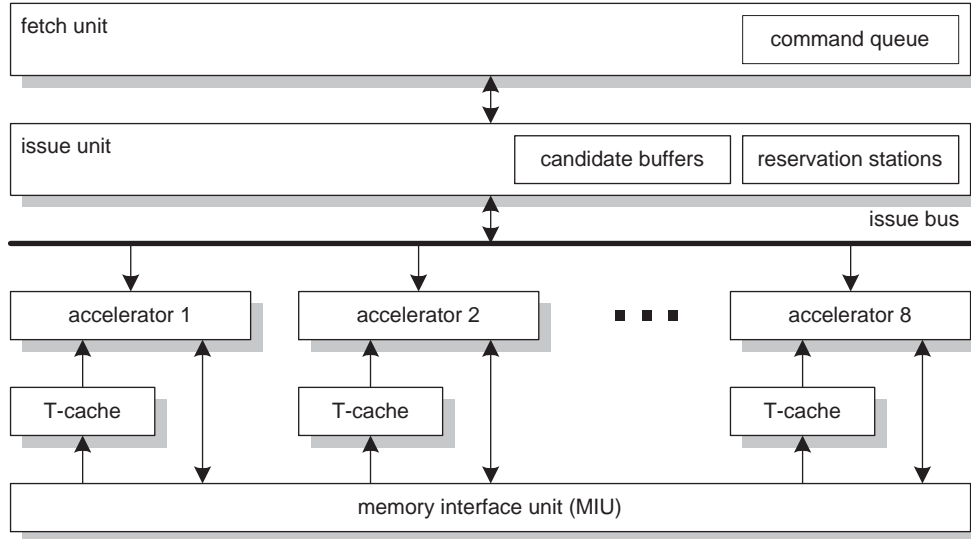 fetch unit
command queue
issue unit
candidate buffers
reservation stations
issue bus
accelerator 1
accelerator 2
accelerator 8
T-cache
T-cache
T-cache
memory interface unit (MIU)